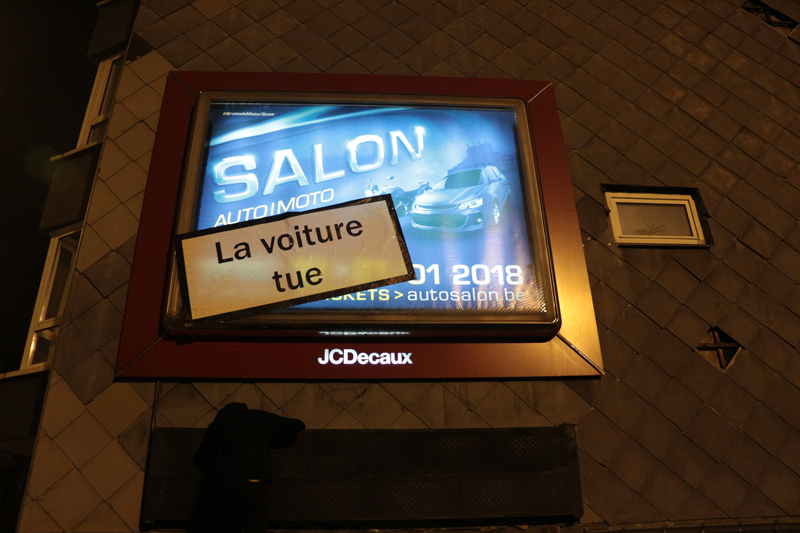 #BrusselsMotorShow
SALON
AUTO|MOTO
La voiture
tue
01 2018
KETS > autosalon.be
JCDecaux